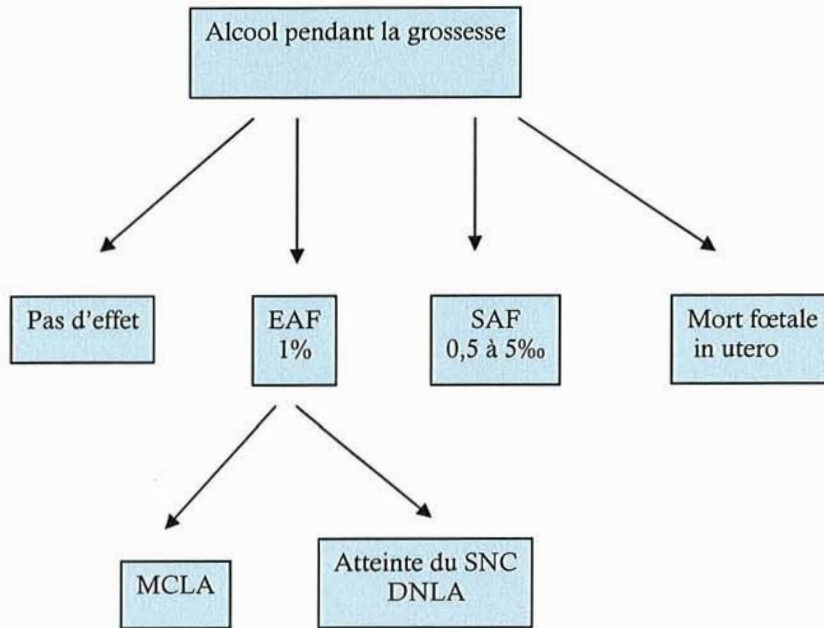 Alcool pendant la grossesse
Pas d'effet
EAF
1%
SAF
0,5 à 5‰
Mort fœtale
in utero
MCLA
Atteinte du SNC
DNLA